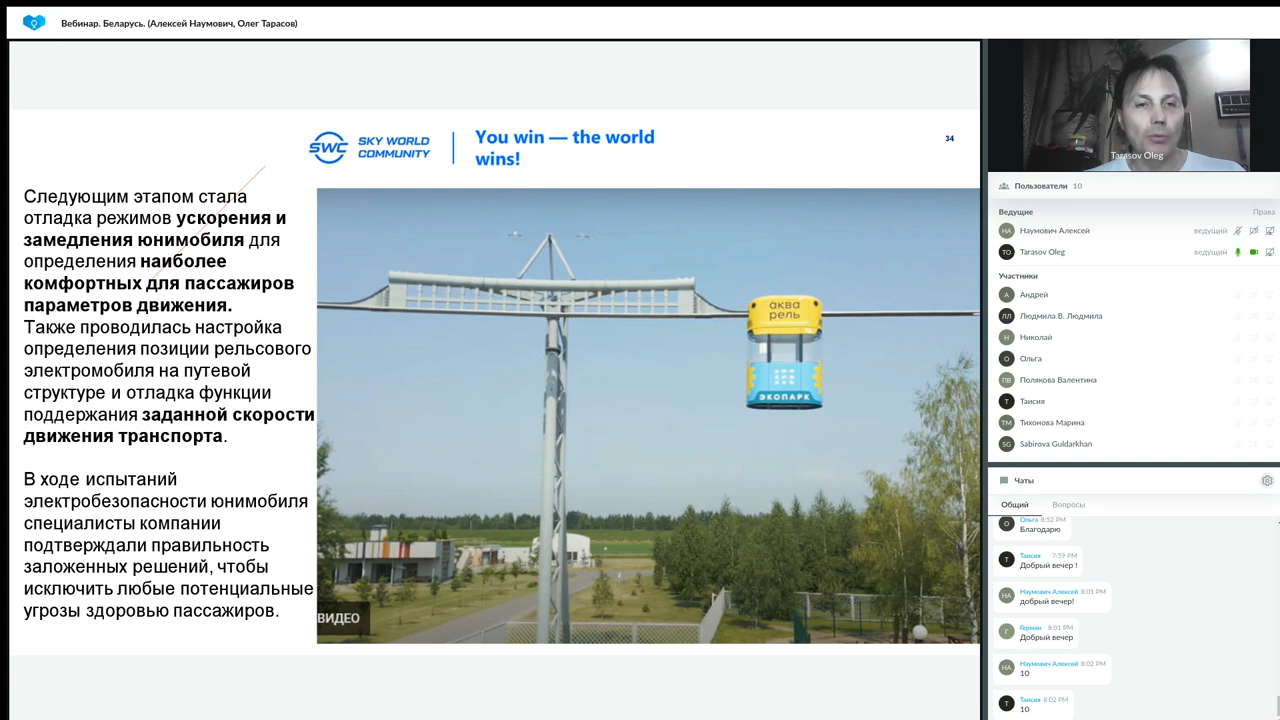 Вебинар. Беларусь. (Алексей Наумович, Олег Тарасов)
SWC
SKY WORLD
COMMUNITY
You win — the world
wins!
34
Следующим этапом стала
отладка режимов ускорения и
замедления юнимобиля для
определения наиболее
комфортных для пассажиров
параметров движения.
Также проводилась настройка
определения позиции рельсового
электромобиля на путевой
структуре и отладка функции
поддержания заданной скорости
движения транспорта.
В ходе испытаний
электробезопасности юнимобиля
специалисты компании
подтверждали правильность
заложенных решений, чтобы
исключить любые потенциальные
угрозы здоровью пассажиров.
аква
рель
ЭКОПАРК
ВИДЕО
Tarasov Oleg
Пользователи 10
Ведущие Права
НА Наумович Алексей ведущий
TO Tarasov Oleg ведущий
Участники
А Андрей
ЛЛ Людмила В. Людмила
Н Николай
О Ольга
ПВ Полякова Валентина
Т Таисия
ТМ Тихонова Марина
SG Sabirova Guldarkhan
Чаты
Общий Вопросы
О Ольга 8:52 PM
Благодарю
Т Таисия 7:59 PM
Добрый вечер !
НА Наумович Алексей 8:01 PM
добрый вечер!
Г Герман 8:01 PM
Добрый вечер
НА Наумович Алексей 8:02 PM
10
Т Таисия 8:02 PM
10